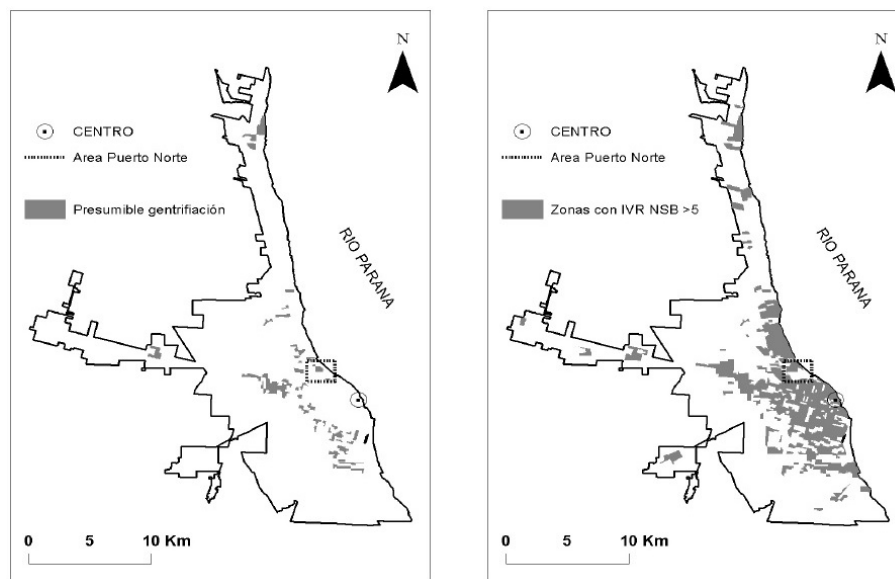 N
CENTRO
Area Puerto Norte
Presumible gentrifiación
RIO PARANA
0 5 10 Km
N
CENTRO
Area Puerto Norte
Zonas con IVR NSB >5
RIO PARANA
0 5 10 Km